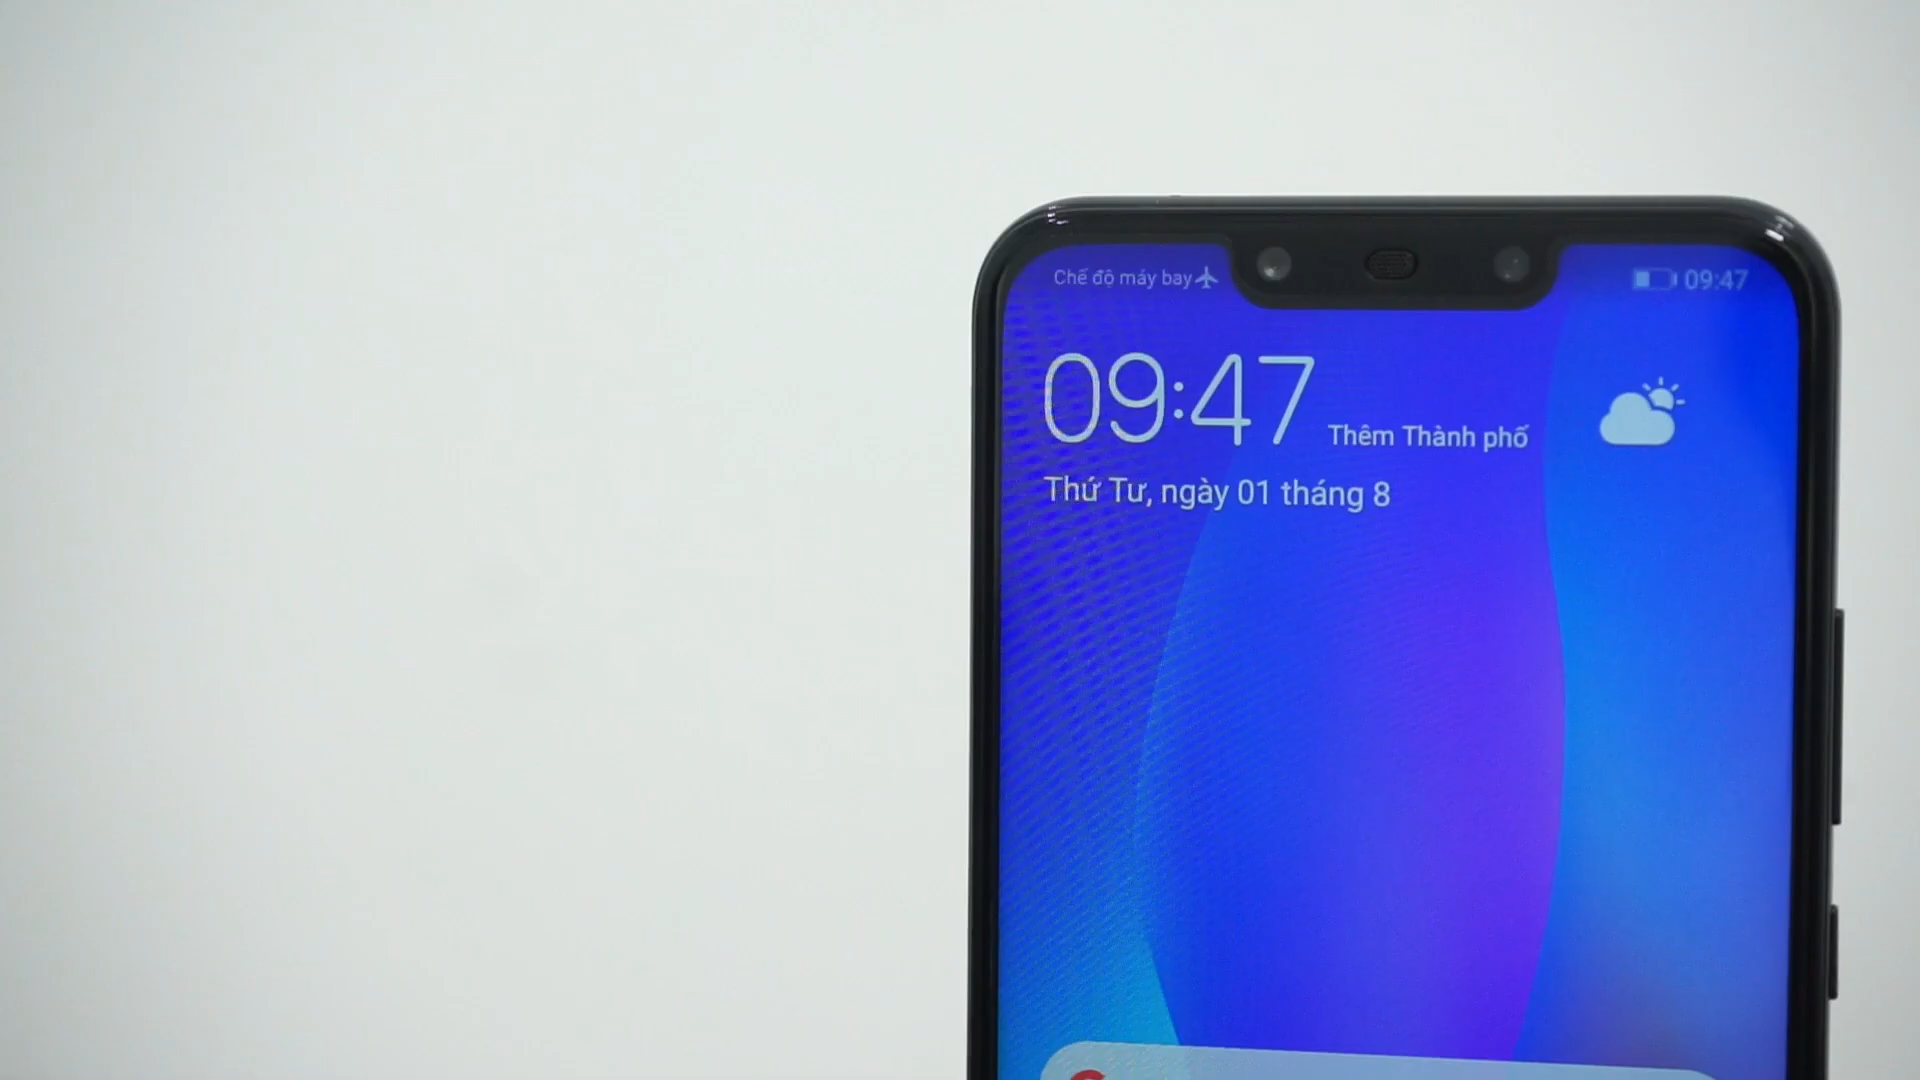 Chế độ máy bay
09:47
09:47
Thêm Thành phố
Thứ Tư, ngày 01 tháng 8